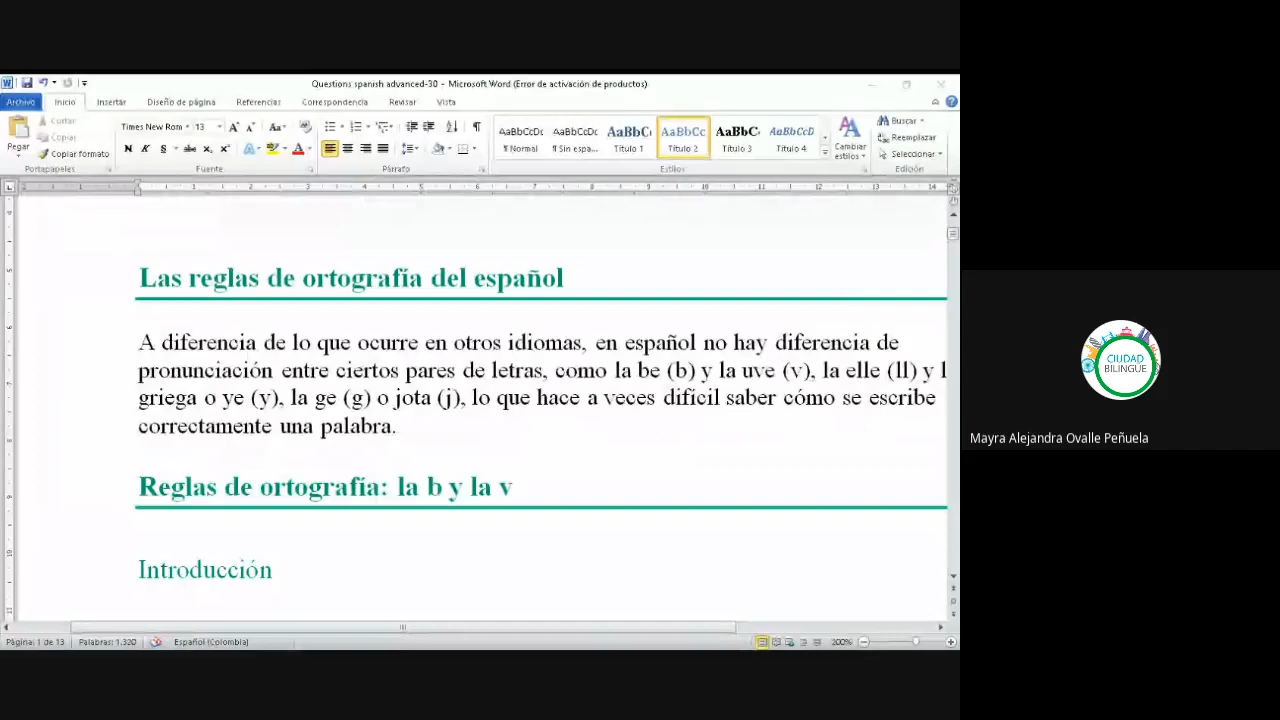 Questions spanish advanced-30 - Microsoft Word (Error de activación de productos)
Archivo Inicio Insertar Diseño de página Referencias Correspondencia Revisar Vista
Pegar
Cortar
Copiar
Copiar formato
Portapapeles
Times New Rom 13
Fuente
Párrafo
AaBbCcDc AaBbCcDc AaBbC AaBbCc AaBbC AaBbCcD
¶ Normal ¶ Sin espa... Título 1 Título 2 Título 3 Título 4
Cambiar estilos
Estilos
Buscar
Reemplazar
Seleccionar
Edición
Las reglas de ortografía del español
A diferencia de lo que ocurre en otros idiomas, en español no hay diferencia de
pronunciación entre ciertos pares de letras, como la be (b) y la uve (v), la elle (ll) y l
griega o ye (y), la ge (g) o jota (j), lo que hace a veces difícil saber cómo se escribe
correctamente una palabra.
Reglas de ortografía: la b y la v
Introducción
Página: 1 de 13 Palabras: 1.320 Español (Colombia) 200%
CIUDAD
BILINGÜE
Mayra Alejandra Ovalle Peñuela